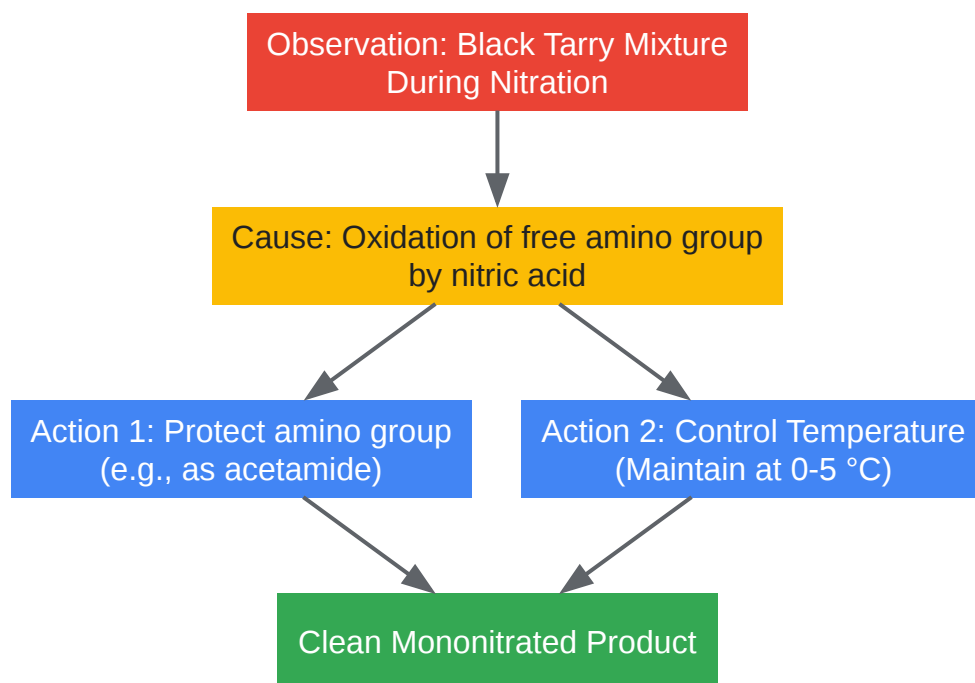 Observation: Black Tarry Mixture
During Nitration
Cause: Oxidation of free amino group
by nitric acid
Action 1: Protect amino group
(e.g., as acetamide)
Action 2: Control Temperature
(Maintain at 0-5 °C)
Clean Mononitrated Product